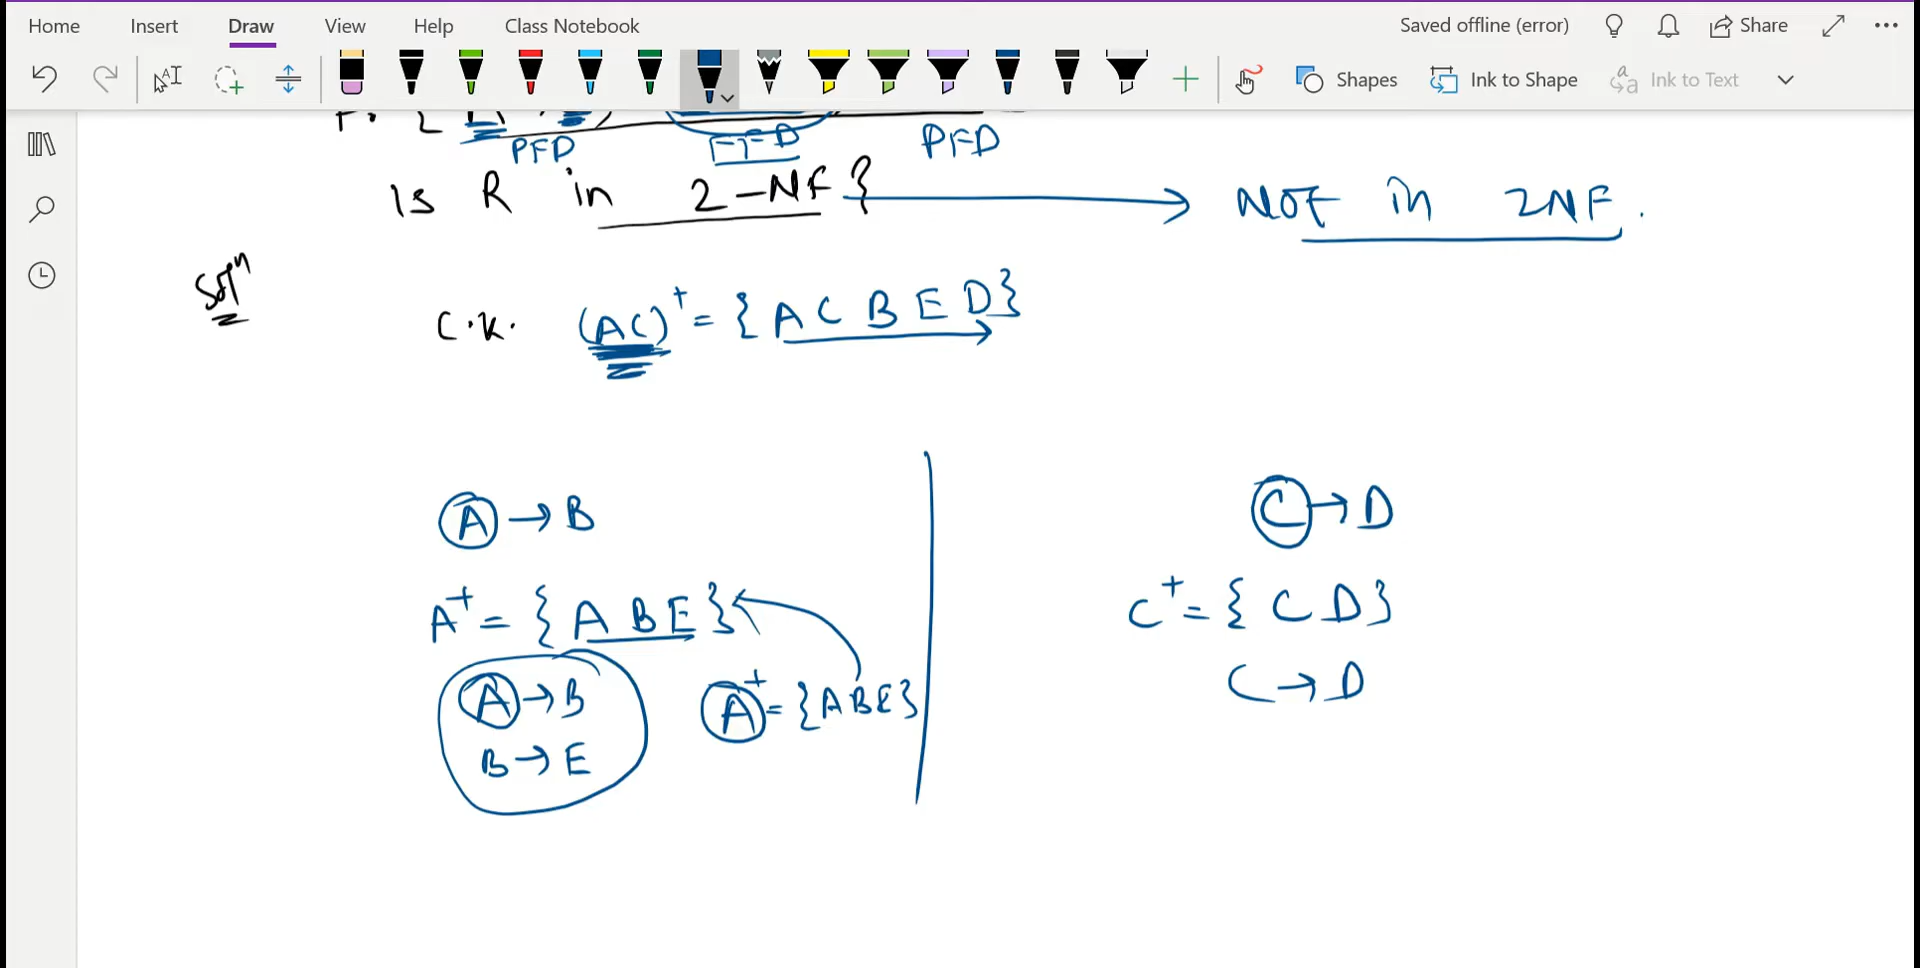 Home Insert Draw View Help Class Notebook Saved offline (error) Share
Shapes Ink to Shape Ink to Text
PFD FFD PFD
Is R in 2-NF } → NOT in 2NF.
Solⁿ
C.K. (AC)⁺ = { A C B E D }
A → B
C → D
A⁺ = { A B E }
C⁺ = { C D }
A → B
A⁺ = { A B E }
C → D
B → E